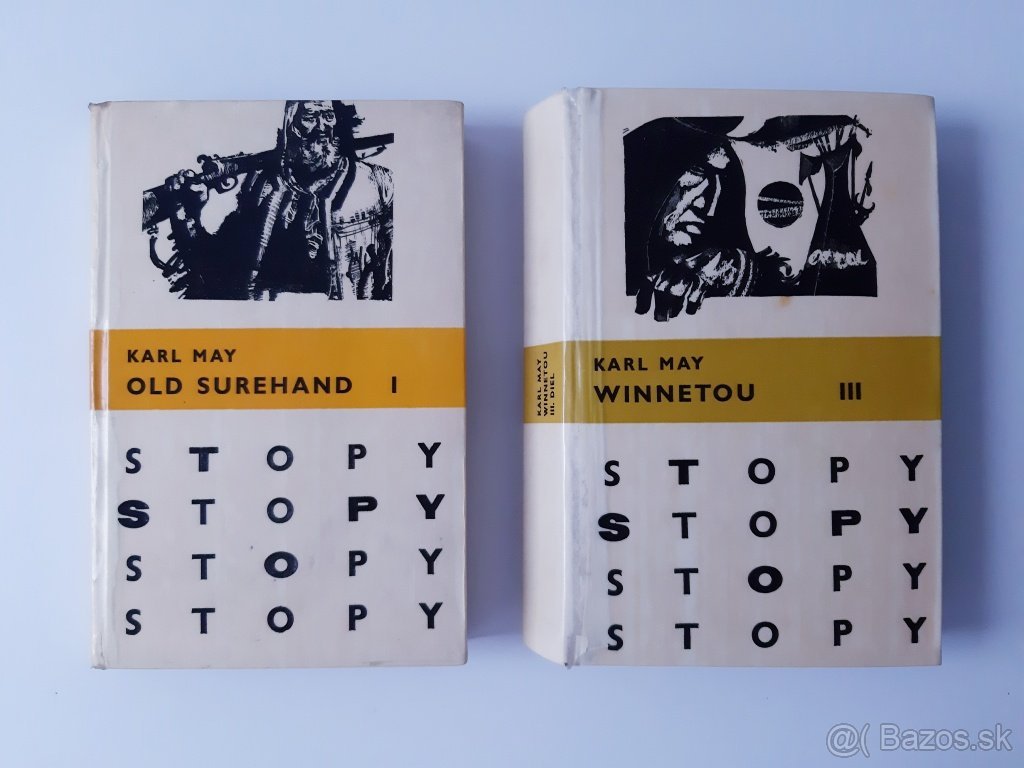 KARL MAY
OLD SUREHAND I
S T O P Y
S T O P Y
S T O P Y
S T O P Y
KARL MAY
WINNETOU
III. DIEL
KARL MAY
WINNETOU III
S T O P Y
S T O P Y
S T O P Y
S T O P Y
@( Bazos.sk